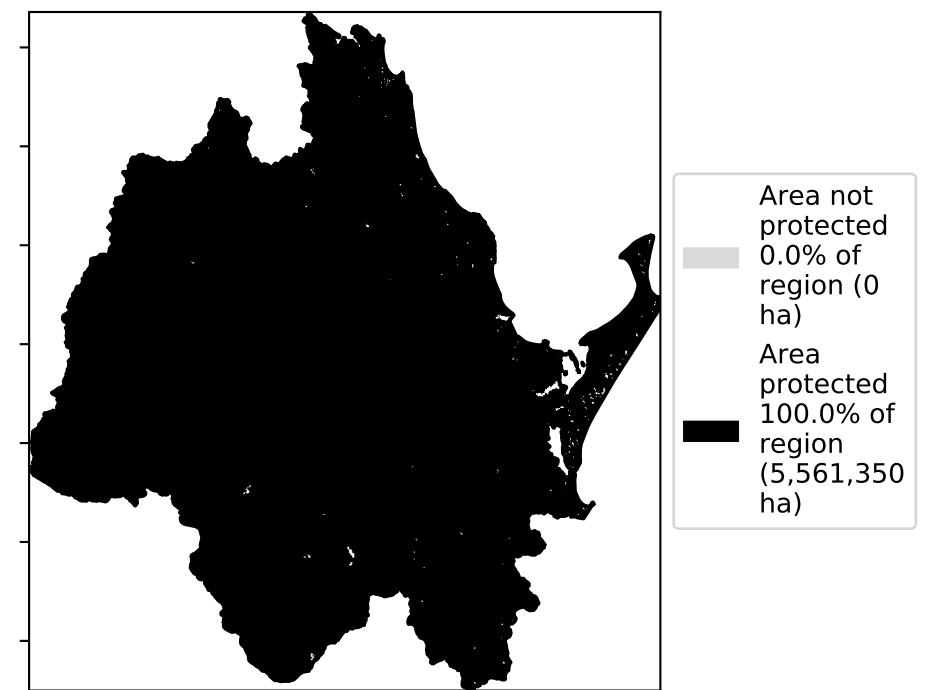 Area not
protected
0.0% of
region (0
ha)
Area
protected
100.0% of
region
(5,561,350
ha)